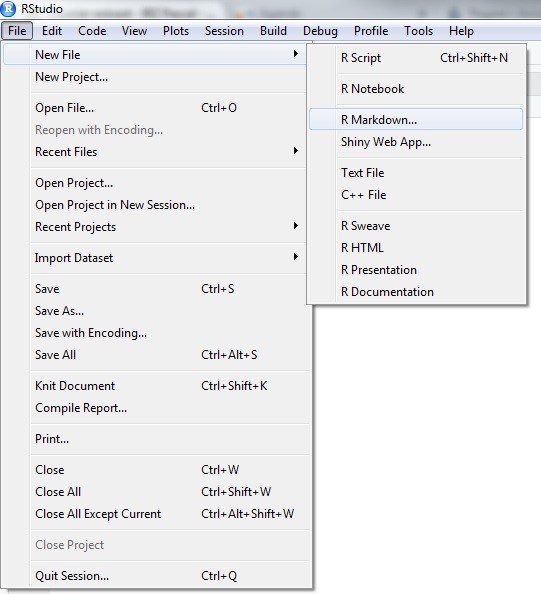 RStudio
File Edit Code View Plots Session Build Debug Profile Tools Help
New File
New Project...
Open File... Ctrl+O
Reopen with Encoding...
Recent Files
Open Project...
Open Project in New Session...
Recent Projects
Import Dataset
Save Ctrl+S
Save As...
Save with Encoding...
Save All Ctrl+Alt+S
Knit Document Ctrl+Shift+K
Compile Report...
Print...
Close Ctrl+W
Close All Ctrl+Shift+W
Close All Except Current Ctrl+Alt+Shift+W
Close Project
Quit Session... Ctrl+Q
R Script Ctrl+Shift+N
R Notebook
R Markdown...
Shiny Web App...
Text File
C++ File
R Sweave
R HTML
R Presentation
R Documentation